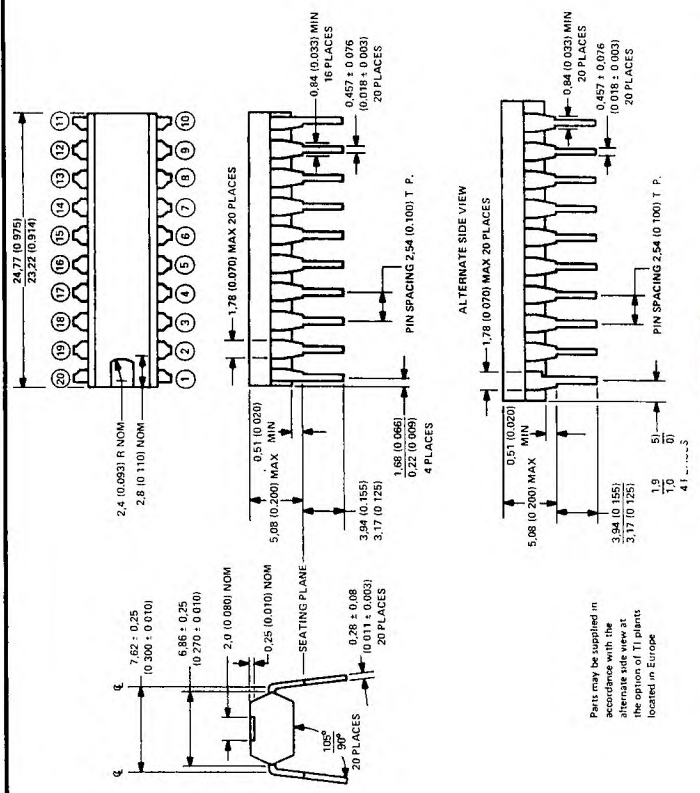 24,77 (0 975)
23,22 (0.914)
20 19 18 17 16 15 14 13 12 11
1 2 3 4 5 6 7 8 9 10
2,4 (0.093) R NOM
2,8 (0 110) NOM
℄
℄
7,62 ± 0,25
(0 300 ± 0 010)
6,86 ± 0,25
(0 270 ± 0 010)
2,0 (0 080) NOM
0,25 (0,010) NOM
SEATING PLANE
0,28 ± 0,08
(0 011 ± 0 003)
20 PLACES
105°
90°
20 PLACES
1,78 (0.070) MAX 20 PLACES
0,51 (0 020)
MIN
5,08 (0.200) MAX
3,94 (0.155)
3,17 (0 125)
1,68 (0 066)
0,22 (0 009)
4 PLACES
PIN SPACING 2,54 (0.100) T P.
0,84 (0.033) MIN
16 PLACES
0,457 ± 0 076
(0 018 ± 0 003)
20 PLACES
ALTERNATE SIDE VIEW
1,78 (0 070) MAX 20 PLACES
0,51 (0.020)
MIN
5,08 (0 200) MAX
3,94 (0 155)
3,17 (0 125)
1,9 5)
1,0 0)
4
PIN SPACING 2,54 (0 100) T P.
0,84 (0 033) MIN
20 PLACES
0,457 ± 0,076
(0 018 ± 0 003)
20 PLACES
Parts may be supplied in
accordance with the
alternate side view at
the option of TI plants
located in Europe